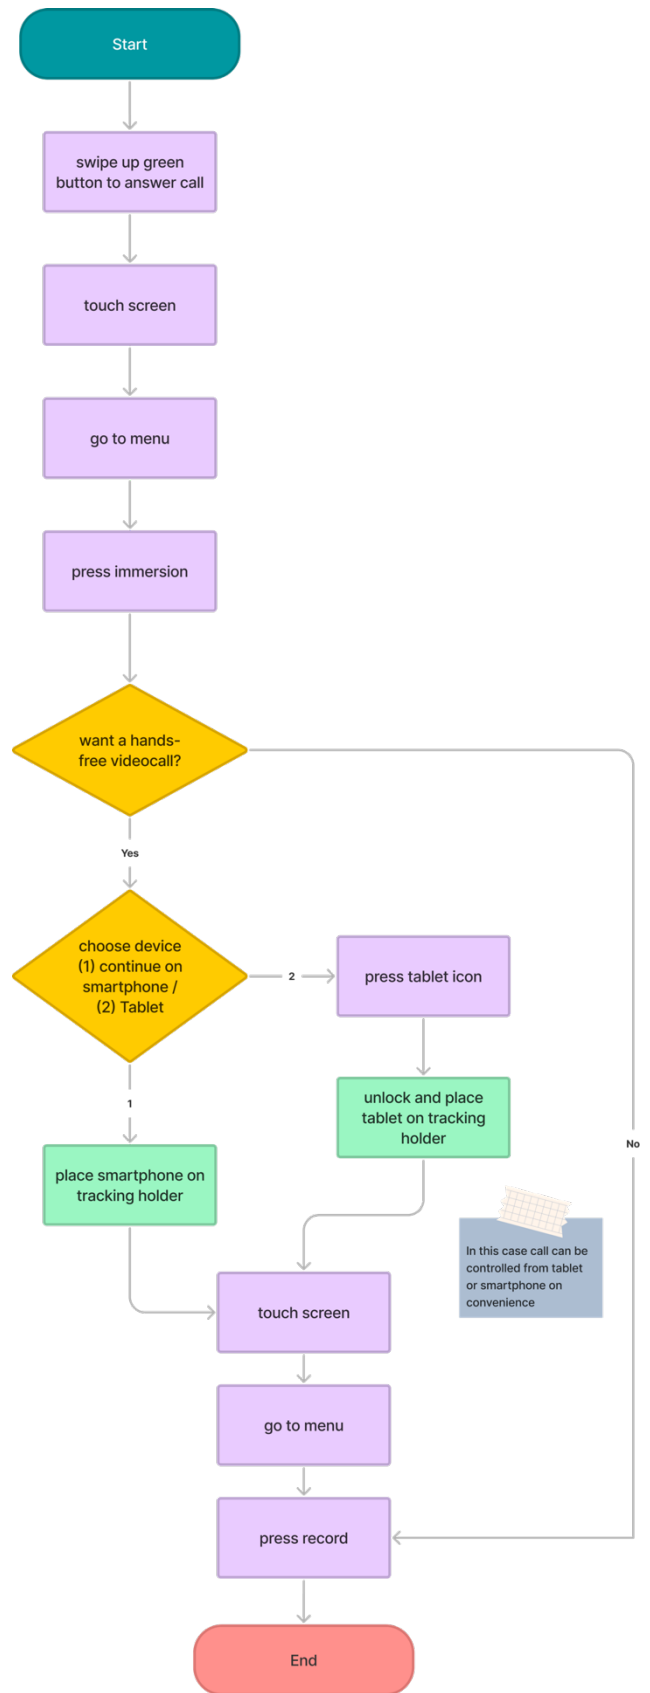 Start
swipe up green
button to answer call
touch screen
go to menu
press immersion
want a hands-
free videocall?
Yes
choose device
(1) continue on
smartphone /
(2) Tablet
2
press tablet icon
1
unlock and place
tablet on tracking
holder
No
place smartphone on
tracking holder
In this case call can be
controlled from tablet
or smartphone on
convenience
touch screen
go to menu
press record
End